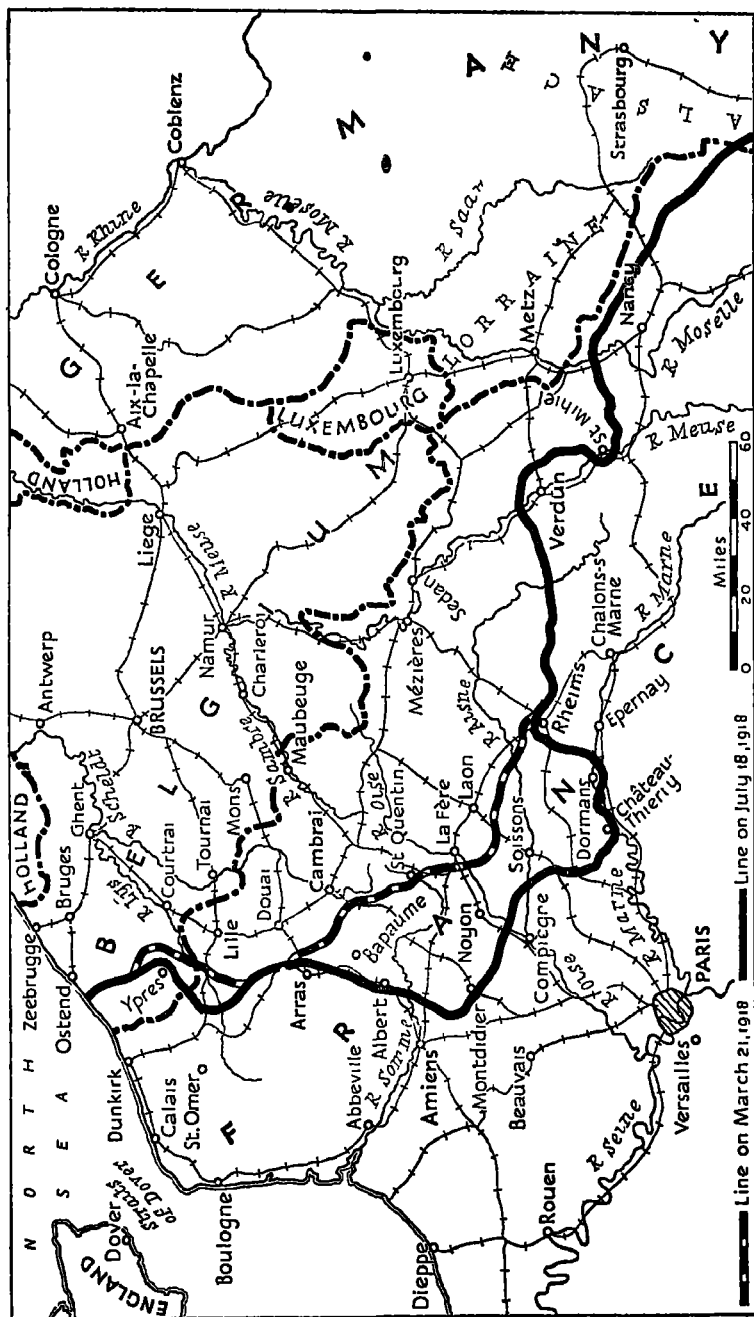 NORTH
SEA
ENGLAND
Dover
Straits
of Dover
Zeebrugge
Ostend
Bruges
HOLLAND
Antwerp
Ghent
R Scheldt
BRUSSELS
Dunkirk
Calais
St. Omer
Boulogne
Ypres
R Lys
Courtrai
Tournai
Lille
Mons
Douai
Arras
Cambrai
Bapaume
Albert
Abbeville
R Somme
Amiens
Montdidier
Beauvais
Dieppe
Rouen
R Seine
Versailles
PARIS
R Marne
R Oise
Compiègne
Noyon
St Quentin
R Oise
La Fère
Laon
Soissons
R Aisne
Rheims
Dormans
Château-
Thierry
Epernay
Chalons-s
Marne
R Marne
R Sambre
Maubeuge
Charleroi
Namur
R Meuse
Liege
HOLLAND
Aix-la-
Chapelle
Cologne
R Rhine
Coblenz
R Moselle
LUXEMBOURG
Luxembourg
Mézières
Sedan
Verdun
St Mihiel
R Meuse
LORRAINE
Metz
R Saar
Nancy
R Moselle
Strasbourg
ALSACE
BELGIUM
GERMANY
FRANCE
Miles
0 20 40 60
Line on March 21, 1918
Line on July 18, 1918